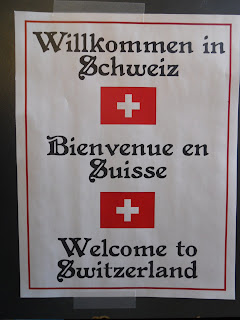 Willkommen in
Schweiz
Bienvenue en
Suisse
Welcome to
Switzerland